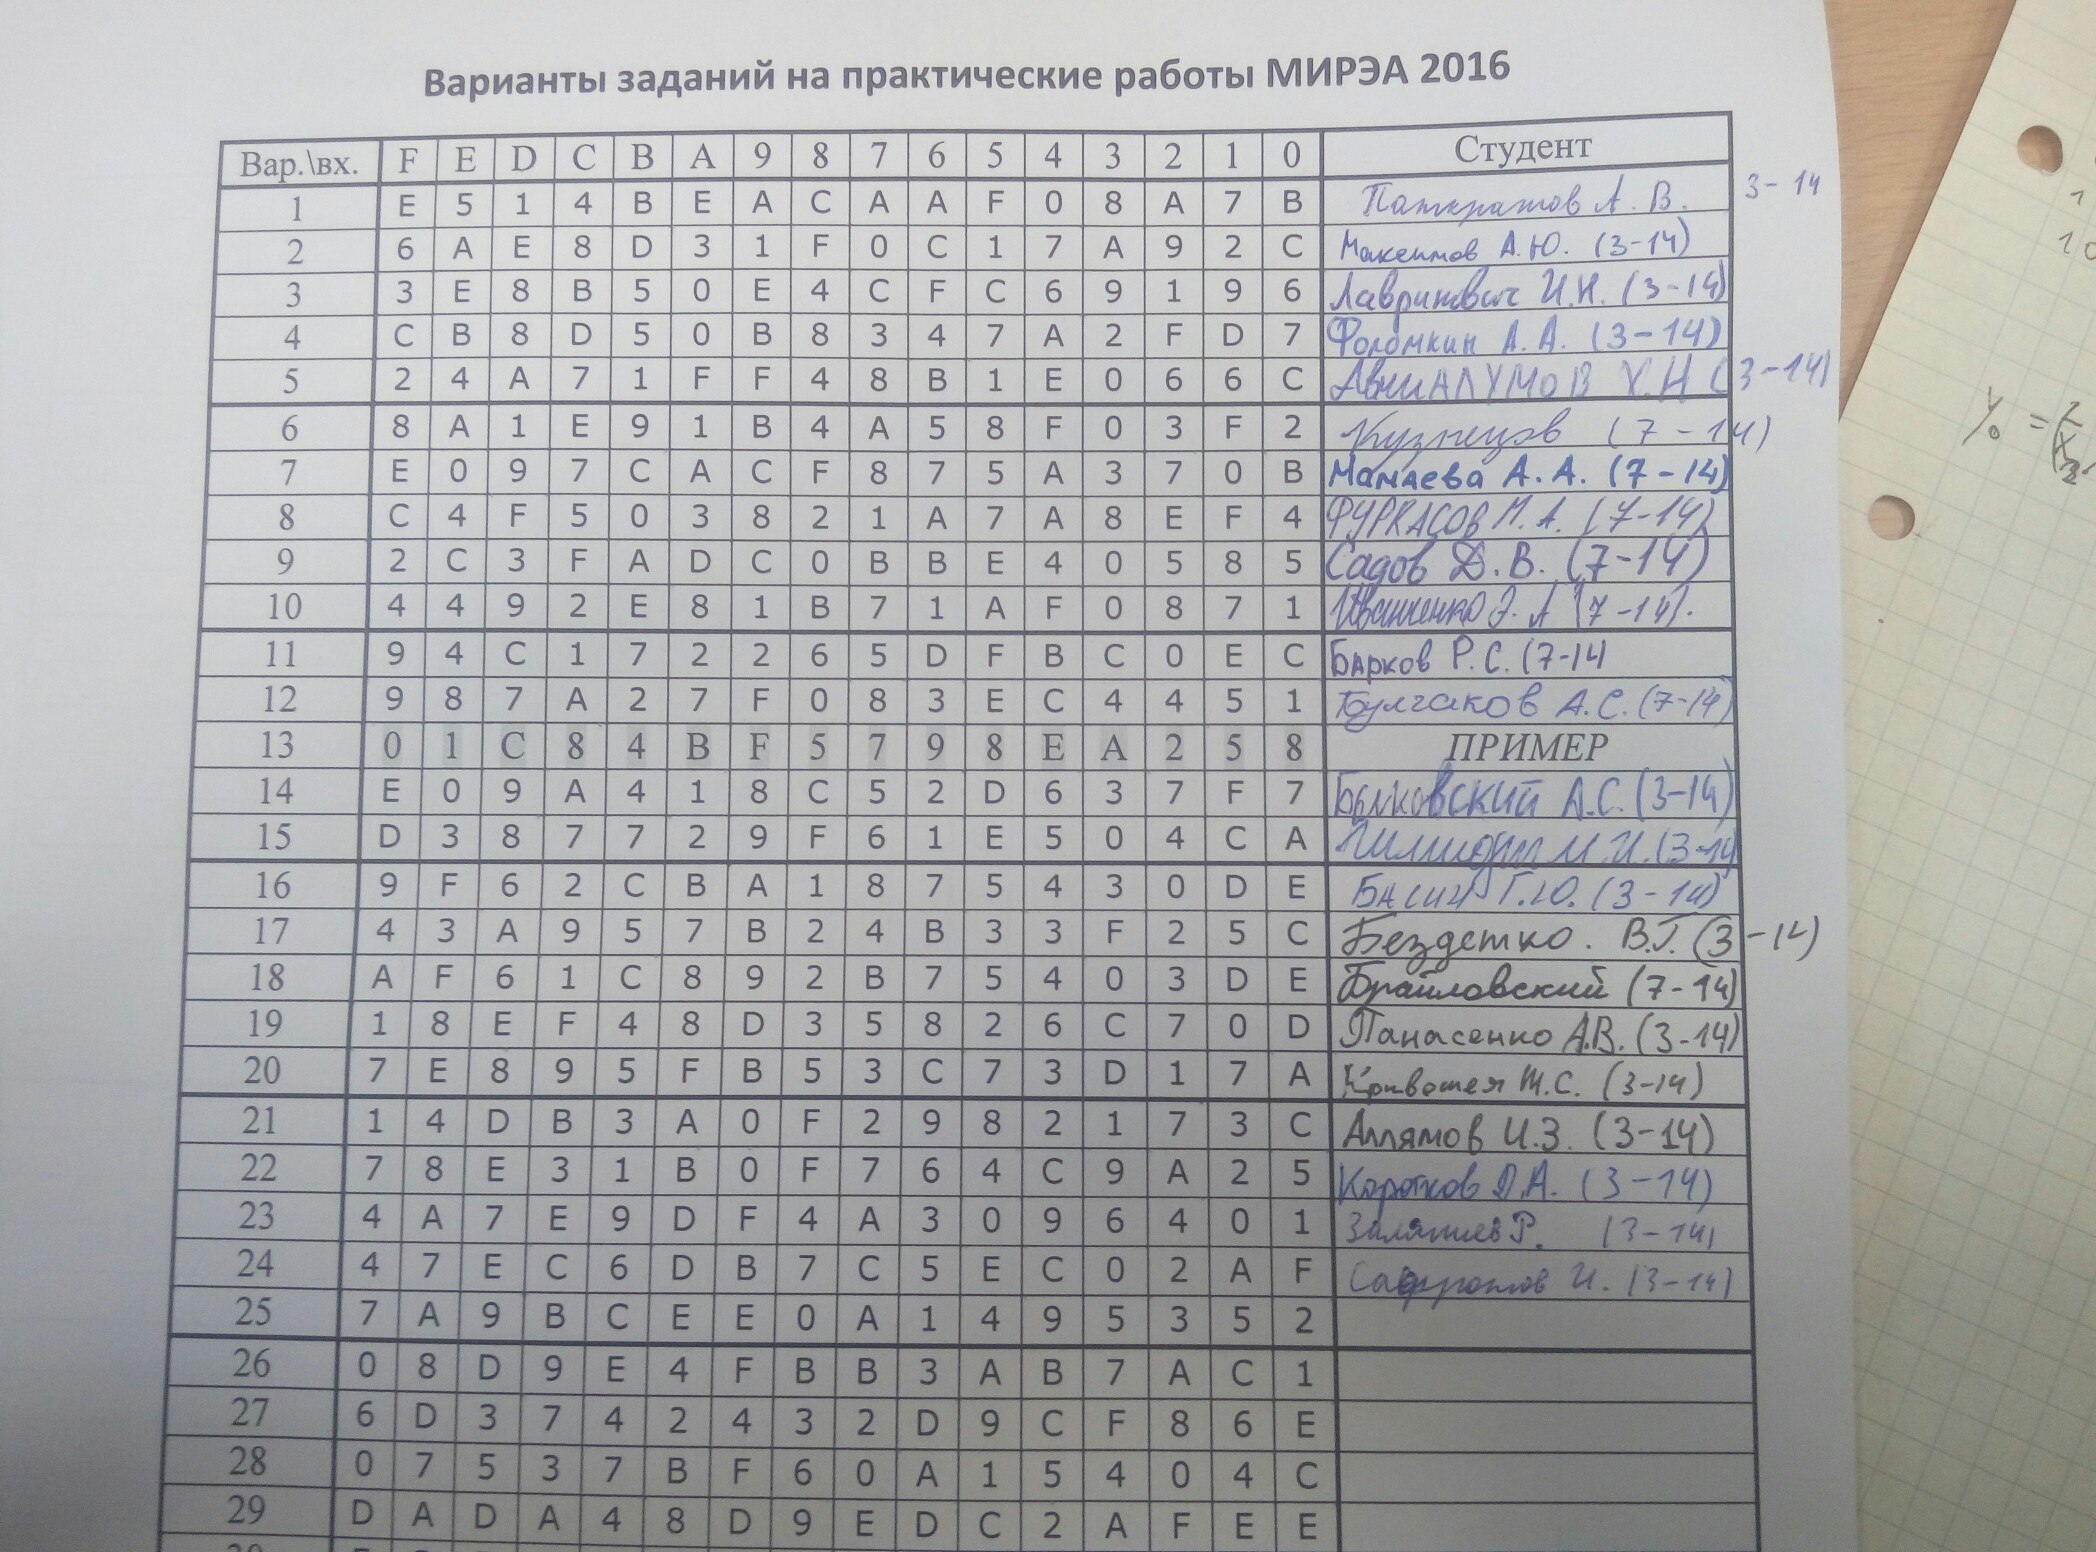 Варианты заданий на практические работы МИРЭА 2016
Вар.\вх. F E D C B A 9 8 7 6 5 4 3 2 1 0 Студент
1 E 5 1 4 B E A C A A F 0 8 A 7 B А. В. 3-14
2 6 A E 8 D 3 1 F 0 C 1 7 A 9 2 C Максимов А.Ю. (3-14)
3 3 E 8 B 5 0 E 4 C F C 6 9 1 9 6 Лавринович И.Н. (3-14)
4 C B 8 D 5 0 B 8 3 4 7 A 2 F D 7 А. А. (3-14)
5 2 4 A 7 1 F F 4 8 B 1 E 0 6 6 C Х.Н (3-14)
6 8 A 1 E 9 1 B 4 A 5 8 F 0 3 F 2 Кузнецов (7-14)
7 E 0 9 7 C A C F 8 7 5 A 3 7 0 B Мамаева А. А. (7-14)
8 C 4 F 5 0 3 8 2 1 A 7 A 8 E F 4 ФУРКАСОВ М. А. (7-14)
9 2 C 3 F A D C 0 B B E 4 0 5 8 5 Садов Д. В. (7-14)
10 4 4 9 2 E 8 1 B 7 1 A F 0 8 7 1 Иванченко Э. А (7-14).
11 9 4 C 1 7 2 2 6 5 D F B C 0 E C Барков Р.С. (7-14
12 9 8 7 A 2 7 F 0 8 3 E C 4 4 5 1 Булгаков А.С. (7-14)
13 0 1 C 8 4 B F 5 7 9 8 E A 2 5 8 ПРИМЕР
14 E 0 9 A 4 1 8 C 5 2 D 6 3 7 F 7 А.С. (3-14)
15 D 3 8 7 7 2 9 F 6 1 E 5 0 4 C A И.И. (3-14
16 9 F 6 2 C B A 1 8 7 5 4 3 0 D E Г.Ю. (3-14)
17 4 3 A 9 5 7 B 2 4 B 3 3 F 2 5 C Бездетко. В.Г. (3-14)
18 A F 6 1 C 8 9 2 B 7 5 4 0 3 D E Браиловский (7-14)
19 1 8 E F 4 8 D 3 5 8 2 6 C 7 0 D Панасенко А.В. (3-14)
20 7 E 8 9 5 F B 5 3 C 7 3 D 1 7 A Кривошея М.С. (3-14)
21 1 4 D B 3 A 0 F 2 9 8 2 1 7 3 C Аллямов И.З. (3-14)
22 7 8 E 3 1 B 0 F 7 6 4 C 9 A 2 5 Коротков Д.А. (3-14)
23 4 A 7 E 9 D F 4 A 3 0 9 6 4 0 1 Р. (3-14)
24 4 7 E C 6 D B 7 C 5 E C 0 2 A F И. (3-14)
25 7 A 9 B C E E 0 A 1 4 9 5 3 5 2
26 0 8 D 9 E 4 F B B 3 A B 7 A C 1
27 6 D 3 7 4 2 4 3 2 D 9 C F 8 6 E
28 0 7 5 3 7 B F 6 0 A 1 5 4 0 4 C
29 D A D A 4 8 D 9 E D C 2 A F E E